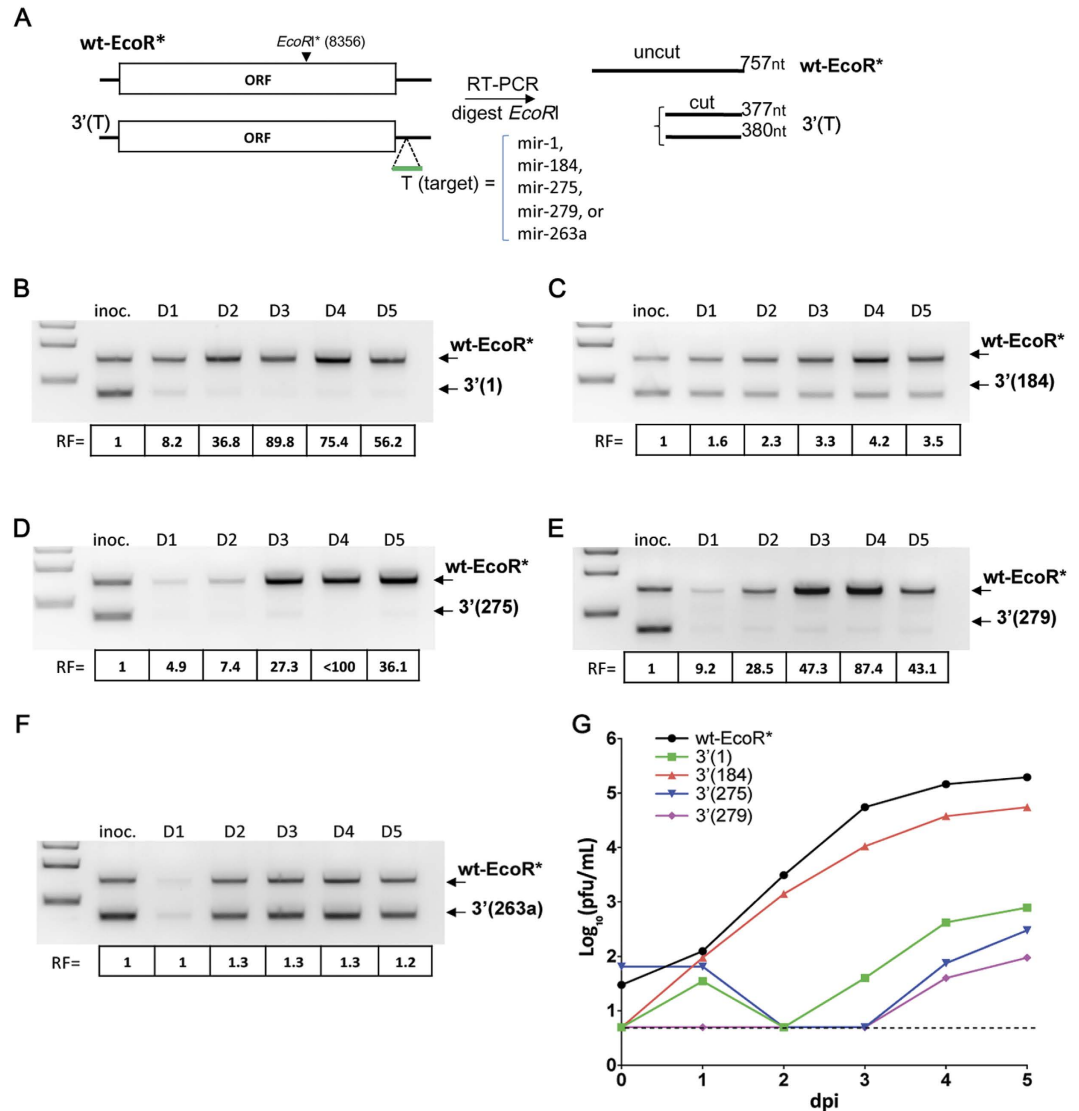 A
wt-EcoR*
EcoRI* (8356)
ORF
3'(T)
ORF
T (target) =
RT-PCR
digest EcoRI
mir-1,
mir-184,
mir-275,
mir-279, or
mir-263a
uncut
757nt
wt-EcoR*
cut
377nt
380nt
3'(T)
B
inoc. D1 D2 D3 D4 D5
wt-EcoR*
3'(1)
RF= 1 8.2 36.8 89.8 75.4 56.2
C
inoc. D1 D2 D3 D4 D5
wt-EcoR*
3'(184)
RF= 1 1.6 2.3 3.3 4.2 3.5
D
inoc. D1 D2 D3 D4 D5
wt-EcoR*
3'(275)
RF= 1 4.9 7.4 27.3 <100 36.1
E
inoc. D1 D2 D3 D4 D5
wt-EcoR*
3'(279)
RF= 1 9.2 28.5 47.3 87.4 43.1
F
inoc. D1 D2 D3 D4 D5
wt-EcoR*
3'(263a)
RF= 1 1 1.3 1.3 1.3 1.2
G
wt-EcoR*
3'(1)
3'(184)
3'(275)
3'(279)
Log10(pfu/mL)
6
5
4
3
2
1
0
0 1 2 3 4 5
dpi